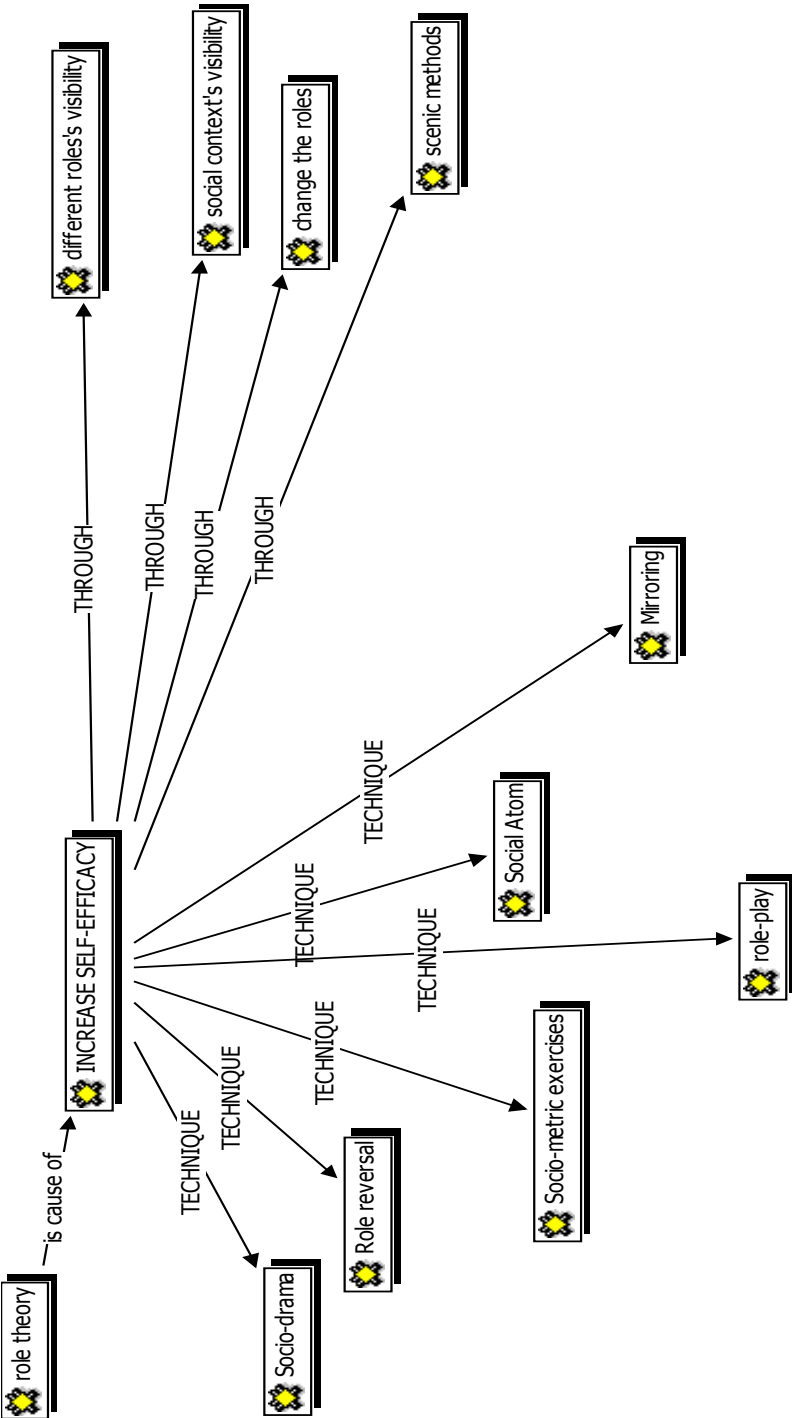 role theory
is cause of
INCREASE SELF-EFFICACY
THROUGH
different roles's visibility
THROUGH
social context's visibility
THROUGH
change the roles
THROUGH
scenic methods
TECHNIQUE
Socio-drama
TECHNIQUE
Role reversal
TECHNIQUE
Socio-metric exercises
TECHNIQUE
role-play
TECHNIQUE
Social Atom
TECHNIQUE
Mirroring